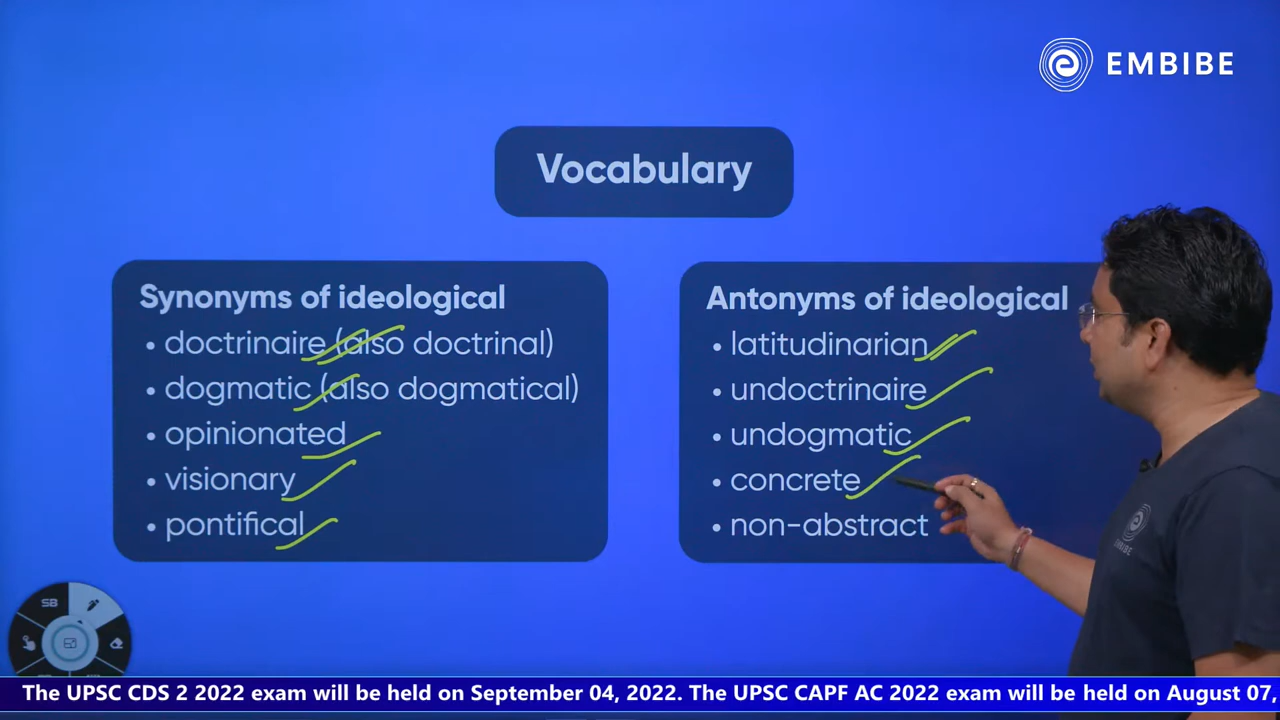 EMBIBE
Vocabulary
Synonyms of ideological
• doctrinaire (also doctrinal)
• dogmatic (also dogmatical)
• opinionated
• visionary
• pontifical
Antonyms of ideological
• latitudinarian
• undoctrinaire
• undogmatic
• concrete
• non-abstract
EMBIBE
SB
The UPSC CDS 2 2022 exam will be held on September 04, 2022. The UPSC CAPF AC 2022 exam will be held on August 07,